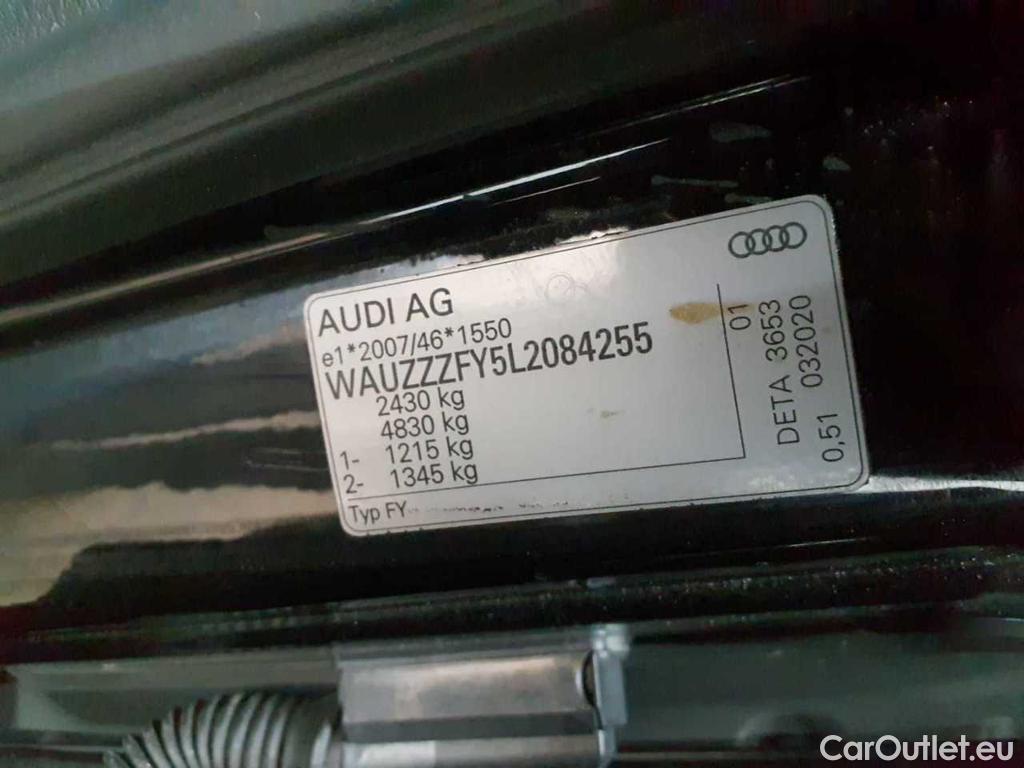 AUDI AG
e1*2007/46*1550
WAUZZZFY5L2084255
2430 kg
4830 kg
1- 1215 kg
2- 1345 kg
Typ FY
01
DETA 3653
0,51 032020
CarOutlet.eu